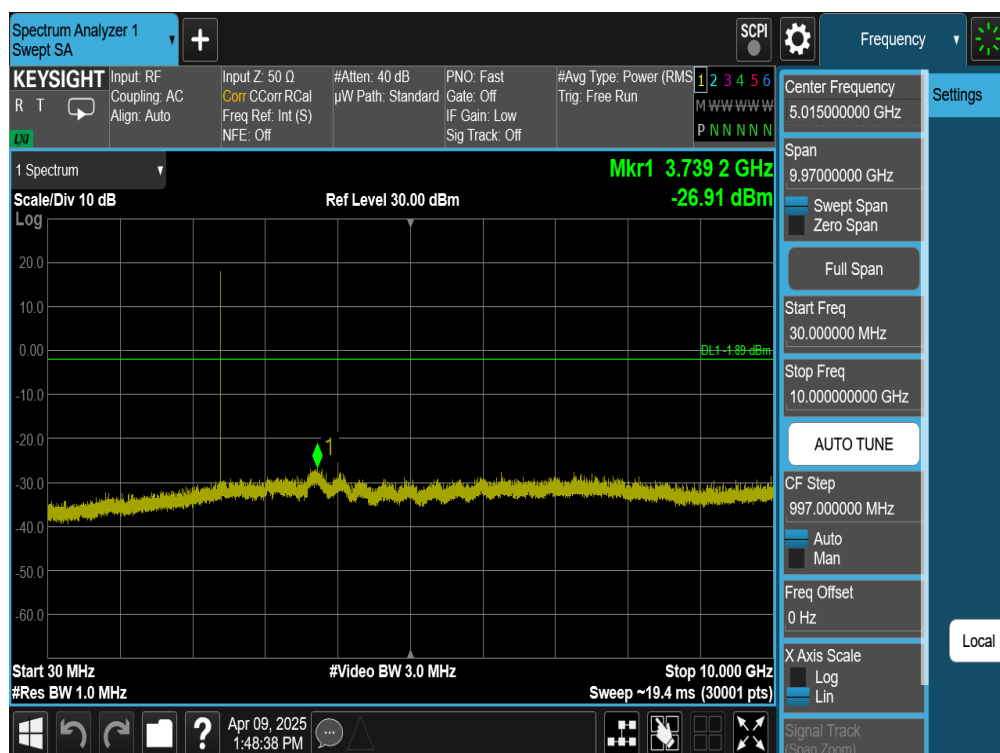 Spectrum Analyzer 1
Swept SA
+
SCPI
Frequency
KEYSIGHT
R T
LXI
Input: RF
Coupling: AC
Align: Auto
Input Z: 50 Ω
Corr CCorr RCal
Freq Ref: Int (S)
NFE: Off
#Atten: 40 dB
µW Path: Standard
PNO: Fast
Gate: Off
IF Gain: Low
Sig Track: Off
#Avg Type: Power (RMS
Trig: Free Run
1 2 3 4 5 6
M W W W W W
P N N N N N
1 Spectrum
Mkr1 3.739 2 GHz
-26.91 dBm
Scale/Div 10 dB
Ref Level 30.00 dBm
Log
20.0
10.0
0.00
DL1 -1.89 dBm
-10.0
-20.0
1
-30.0
-40.0
-50.0
-60.0
Start 30 MHz
#Video BW 3.0 MHz
Stop 10.000 GHz
#Res BW 1.0 MHz
Sweep ~19.4 ms (30001 pts)
Apr 09, 2025
1:48:38 PM
?
Center Frequency
5.015000000 GHz
Settings
Span
9.97000000 GHz
Swept Span
Zero Span
Full Span
Start Freq
30.000000 MHz
Stop Freq
10.000000000 GHz
AUTO TUNE
CF Step
997.000000 MHz
Auto
Man
Freq Offset
0 Hz
Local
X Axis Scale
Log
Lin
Signal Track
(Span Zoom)